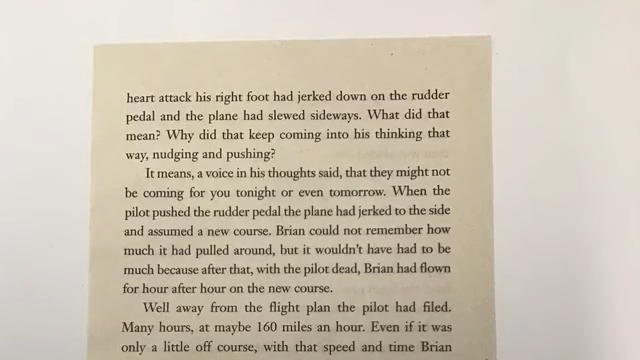 heart attack his right foot had jerked down on the rudder
pedal and the plane had slewed sideways. What did that
mean? Why did that keep coming into his thinking that
way, nudging and pushing?
It means, a voice in his thoughts said, that they might not
be coming for you tonight or even tomorrow. When the
pilot pushed the rudder pedal the plane had jerked to the side
and assumed a new course. Brian could not remember how
much it had pulled around, but it wouldn't have had to be
much because after that, with the pilot dead, Brian had flown
for hour after hour on the new course.
Well away from the flight plan the pilot had filed.
Many hours, at maybe 160 miles an hour. Even if it was
only a little off course, with that speed and time Brian